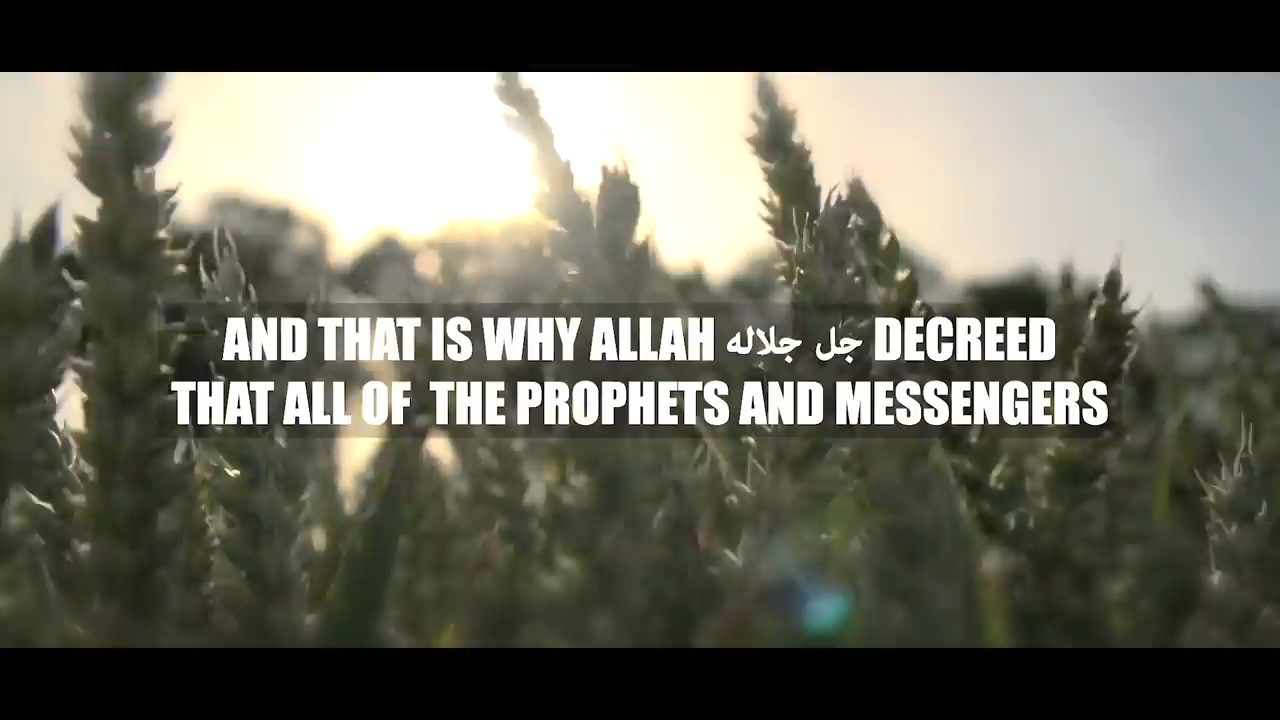 AND THAT IS WHY ALLAH جل جلاله DECREED
THAT ALL OF THE PROPHETS AND MESSENGERS